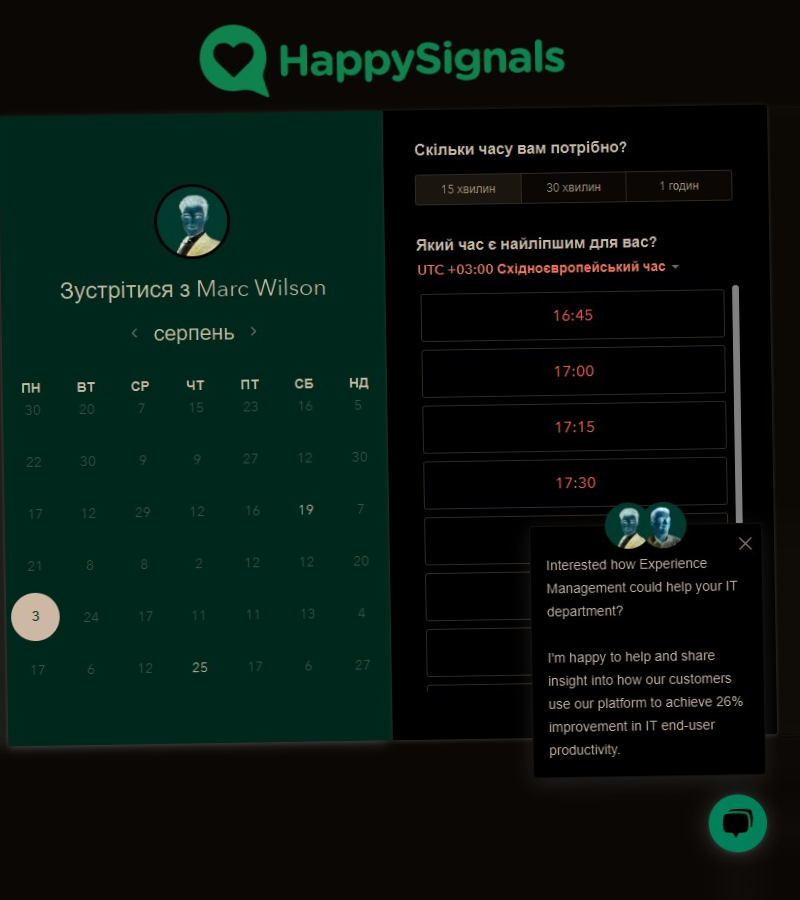 HappySignals
Зустрітися з Marc Wilson
серпень
ПН ВТ СР ЧТ ПТ СБ НД
30 20 7 15 23 16 5
22 30 9 9 27 12 30
17 12 29 12 16 19 7
21 8 8 2 12 12 20
3 24 17 11 11 13 4
17 6 12 25 17 6 27
Скільки часу вам потрібно?
15 хвилин 30 хвилин 1 годин
Який час є найліпшим для вас?
UTC +03:00 Східноєвропейський час
16:45
17:00
17:15
17:30
Interested how Experience
Management could help your IT
department?
I'm happy to help and share
insight into how our customers
use our platform to achieve 26%
improvement in IT end-user
productivity.